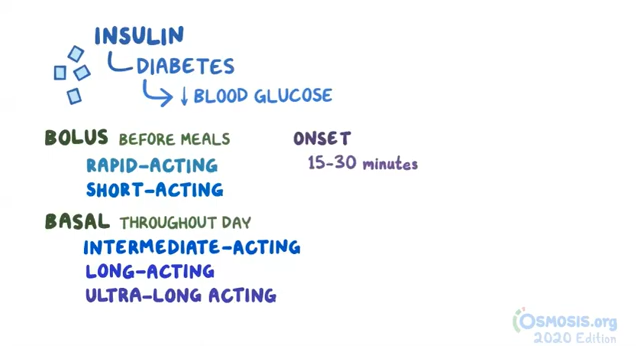 INSULIN
DIABETES
↓ BLOOD GLUCOSE
BOLUS BEFORE MEALS
RAPID-ACTING
SHORT-ACTING
BASAL THROUGHOUT DAY
INTERMEDIATE-ACTING
LONG-ACTING
ULTRA-LONG ACTING
ONSET
15-30 minutes
OSMOSIS.org
2020 Edition